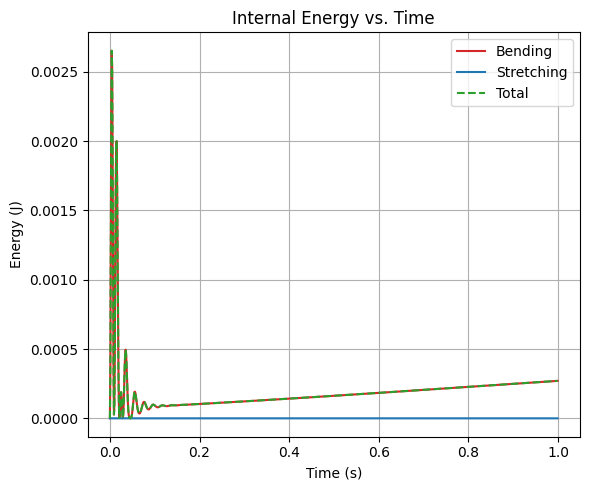 Internal Energy vs. Time
Bending
Stretching
Total
Energy (J)
0.0025
0.0020
0.0015
0.0010
0.0005
0.0000
0.0 0.2 0.4 0.6 0.8 1.0
Time (s)